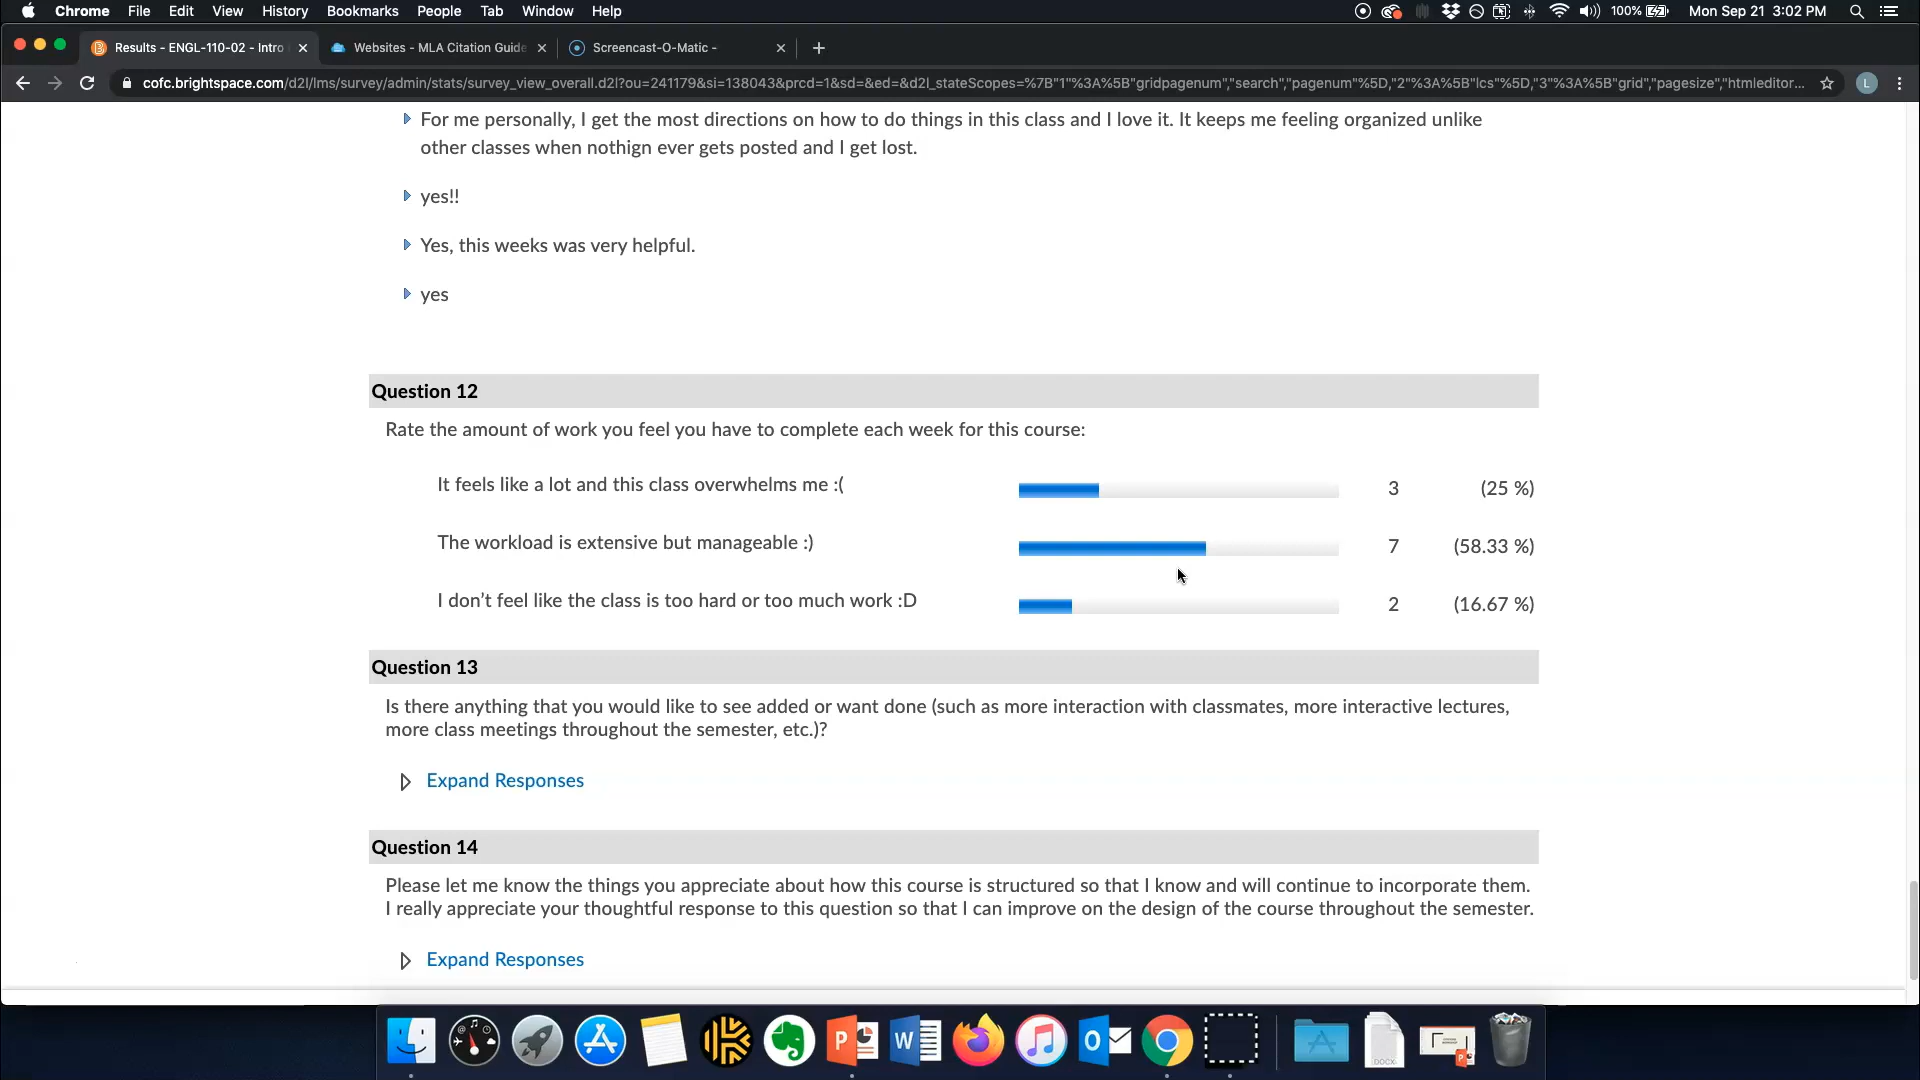 Chrome File Edit View History Bookmarks People Tab Window Help 100% Mon Sep 21 3:02 PM
Results - ENGL-110-02 - Intro Websites - MLA Citation Guide Screencast-O-Matic -
cofc.brightspace.com/d2l/lms/survey/admin/stats/survey_view_overall.d2l?ou=241179&si=138043&prcd=1&sd=&ed=&d2l_stateScopes=%7B"1"%3A%5B"gridpagenum","search","pagenum"%5D,"2"%3A%5B"lcs"%5D,"3"%3A%5B"grid","pagesize","htmleditor... L
For me personally, I get the most directions on how to do things in this class and I love it. It keeps me feeling organized unlike
other classes when nothign ever gets posted and I get lost.
yes!!
Yes, this weeks was very helpful.
yes
Question 12
Rate the amount of work you feel you have to complete each week for this course:
It feels like a lot and this class overwhelms me :( 3 (25 %)
The workload is extensive but manageable :) 7 (58.33 %)
I don't feel like the class is too hard or too much work :D 2 (16.67 %)
Question 13
Is there anything that you would like to see added or want done (such as more interaction with classmates, more interactive lectures,
more class meetings throughout the semester, etc.)?
Expand Responses
Question 14
Please let me know the things you appreciate about how this course is structured so that I know and will continue to incorporate them.
I really appreciate your thoughtful response to this question so that I can improve on the design of the course throughout the semester.
Expand Responses
P W O DOCX P